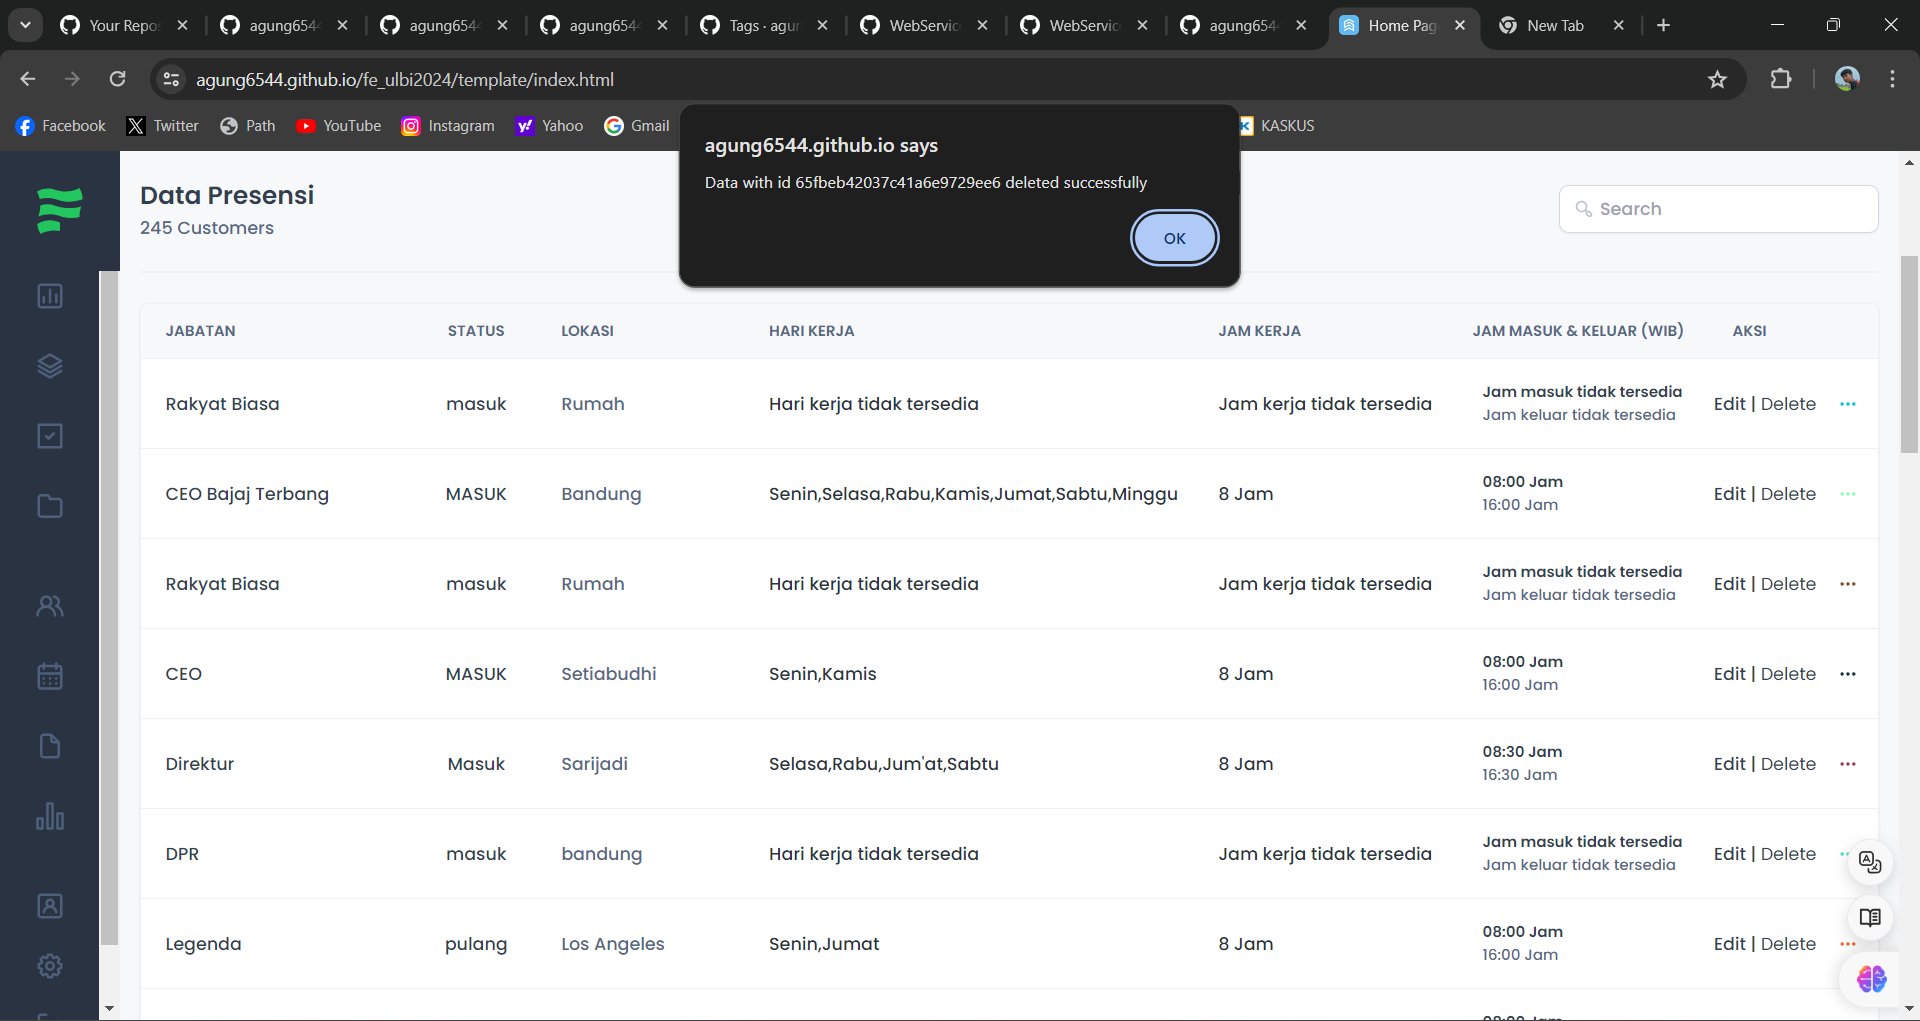 Your Repos
agung654
agung654
agung654
Tags · agun
WebService
WebService
agung654
Home Pag
New Tab
agung6544.github.io/fe_ulbi2024/template/index.html
Facebook
Twitter
Path
YouTube
Instagram
Yahoo
Gmail
KASKUS
agung6544.github.io says
Data with id 65fbeb42037c41a6e9729ee6 deleted successfully
OK
Data Presensi
245 Customers
Search
JABATAN STATUS LOKASI HARI KERJA JAM KERJA JAM MASUK & KELUAR (WIB) AKSI
Rakyat Biasa masuk Rumah Hari kerja tidak tersedia Jam kerja tidak tersedia Jam masuk tidak tersedia Edit | Delete ...
Jam keluar tidak tersedia
CEO Bajaj Terbang MASUK Bandung Senin,Selasa,Rabu,Kamis,Jumat,Sabtu,Minggu 8 Jam 08:00 Jam Edit | Delete ...
16:00 Jam
Rakyat Biasa masuk Rumah Hari kerja tidak tersedia Jam kerja tidak tersedia Jam masuk tidak tersedia Edit | Delete ...
Jam keluar tidak tersedia
CEO MASUK Setiabudhi Senin,Kamis 8 Jam 08:00 Jam Edit | Delete ...
16:00 Jam
Direktur Masuk Sarijadi Selasa,Rabu,Jum'at,Sabtu 8 Jam 08:30 Jam Edit | Delete ...
16:30 Jam
DPR masuk bandung Hari kerja tidak tersedia Jam kerja tidak tersedia Jam masuk tidak tersedia Edit | Delete ...
Jam keluar tidak tersedia
Legenda pulang Los Angeles Senin,Jumat 8 Jam 08:00 Jam Edit | Delete ...
16:00 Jam